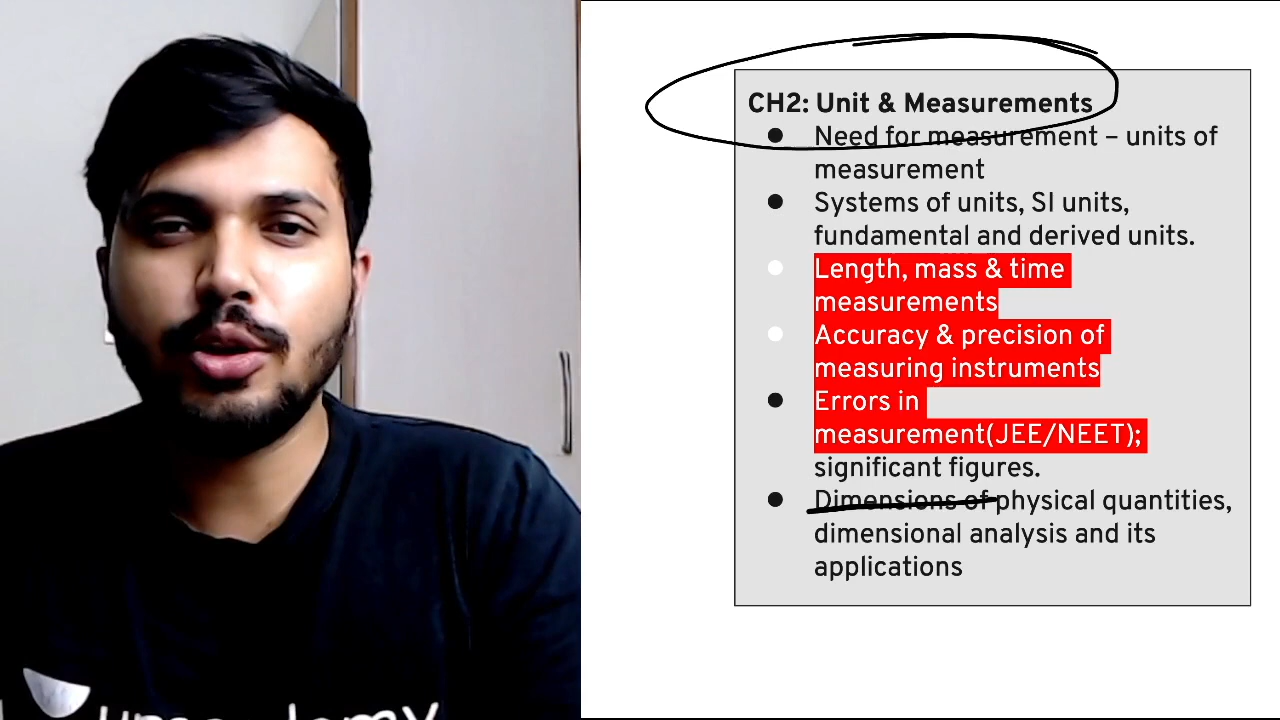 CH2: Unit & Measurements
● Need for measurement – units of
measurement
● Systems of units, SI units,
fundamental and derived units.
● Length, mass & time
measurements
● Accuracy & precision of
measuring instruments
● Errors in
measurement(JEE/NEET);
significant figures.
● Dimensions of physical quantities,
dimensional analysis and its
applications